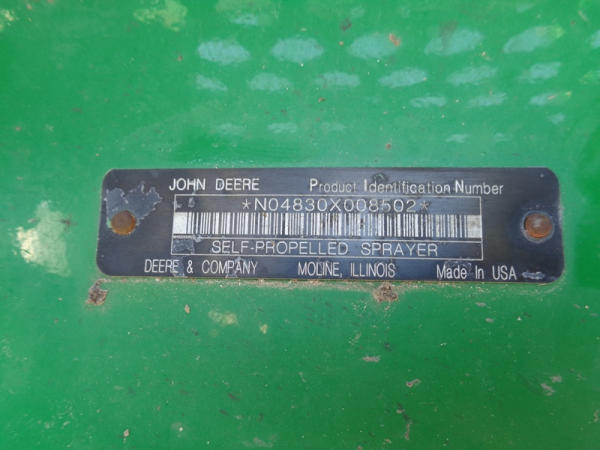 JOHN DEERE Product Identification Number
*N04830X008502*
SELF-PROPELLED SPRAYER
DEERE & COMPANY MOLINE, ILLINOIS Made In USA